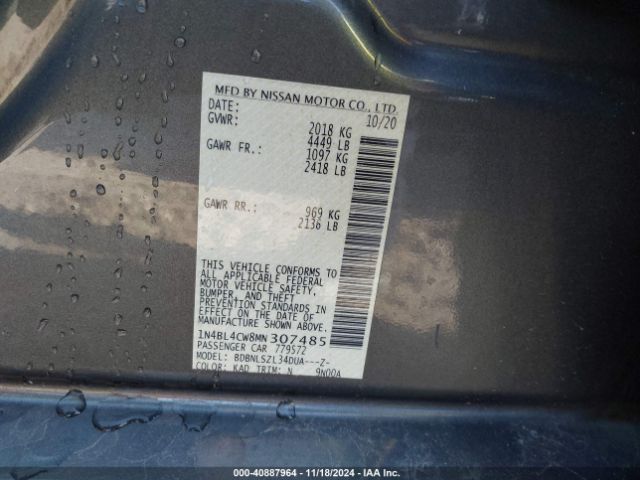 MFD BY NISSAN MOTOR CO., LTD.
DATE: 10/20
GVWR: 2018 KG
4449 LB
GAWR FR.: 1097 KG
2418 LB
GAWR RR.: 969 KG
2136 LB
THIS VEHICLE CONFORMS TO
ALL APPLICABLE FEDERAL
MOTOR VEHICLE SAFETY,
BUMPER, AND THEFT
PREVENTION STANDARDS IN
EFFECT ON THE DATE OF
MANUFACTURE SHOWN ABOVE.
1N4BL4CW8MN307485
PASSENGER CAR 779572
MODEL: BDBNLSZL34DUA---Z-
COLOR: KAD TRIM: N 9N00A
000-40887964 | 11/18/2024 | IAA Inc.